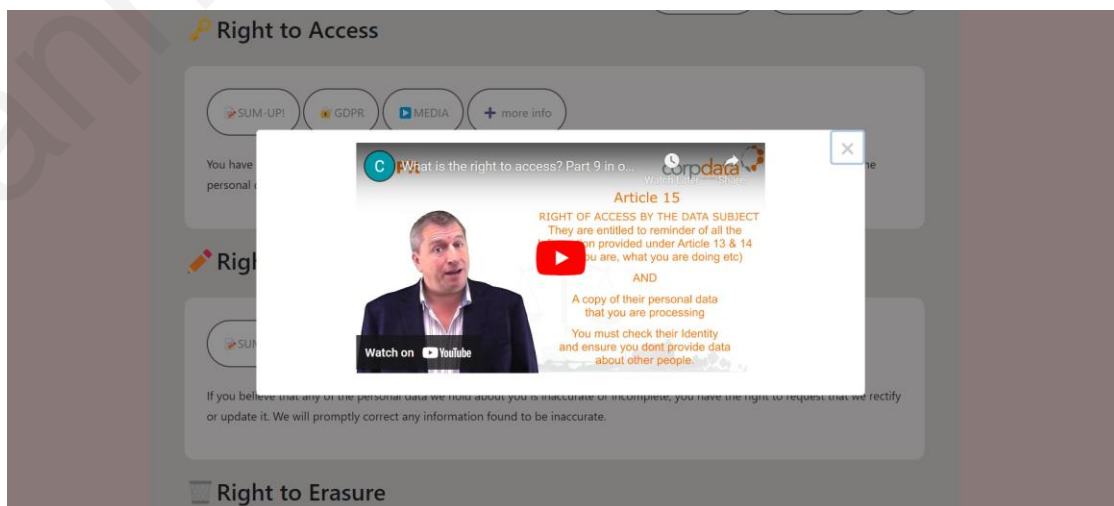 Right to Access
SUM-UP! GDPR MEDIA + more info
You have
personal
What is the right to access? Part 9 in o...
corpdata
Watch Later Share
Article 15
RIGHT OF ACCESS BY THE DATA SUBJECT
They are entitled to reminder of all the
provided under Article 13 & 14
you are, what you are doing etc)
AND
A copy of their personal data
that you are processing
You must check their Identity
and ensure you dont provide data
about other people.
Watch on YouTube
If you believe that any of the personal data we hold about you is inaccurate or incomplete, you have the right to request that we rectify
or update it. We will promptly correct any information found to be inaccurate.
Right to Erasure